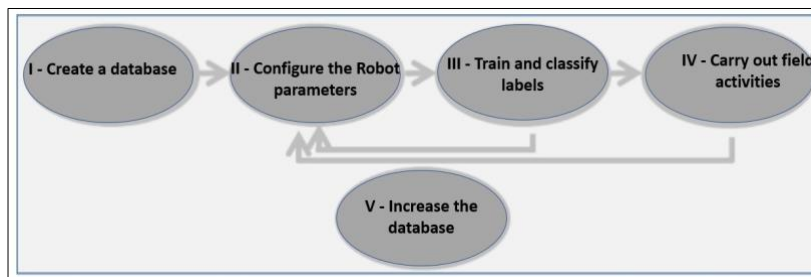 I - Create a database
II - Configure the Robot
parameters
III - Train and classify
labels
IV - Carry out field
activities
V - Increase the
database